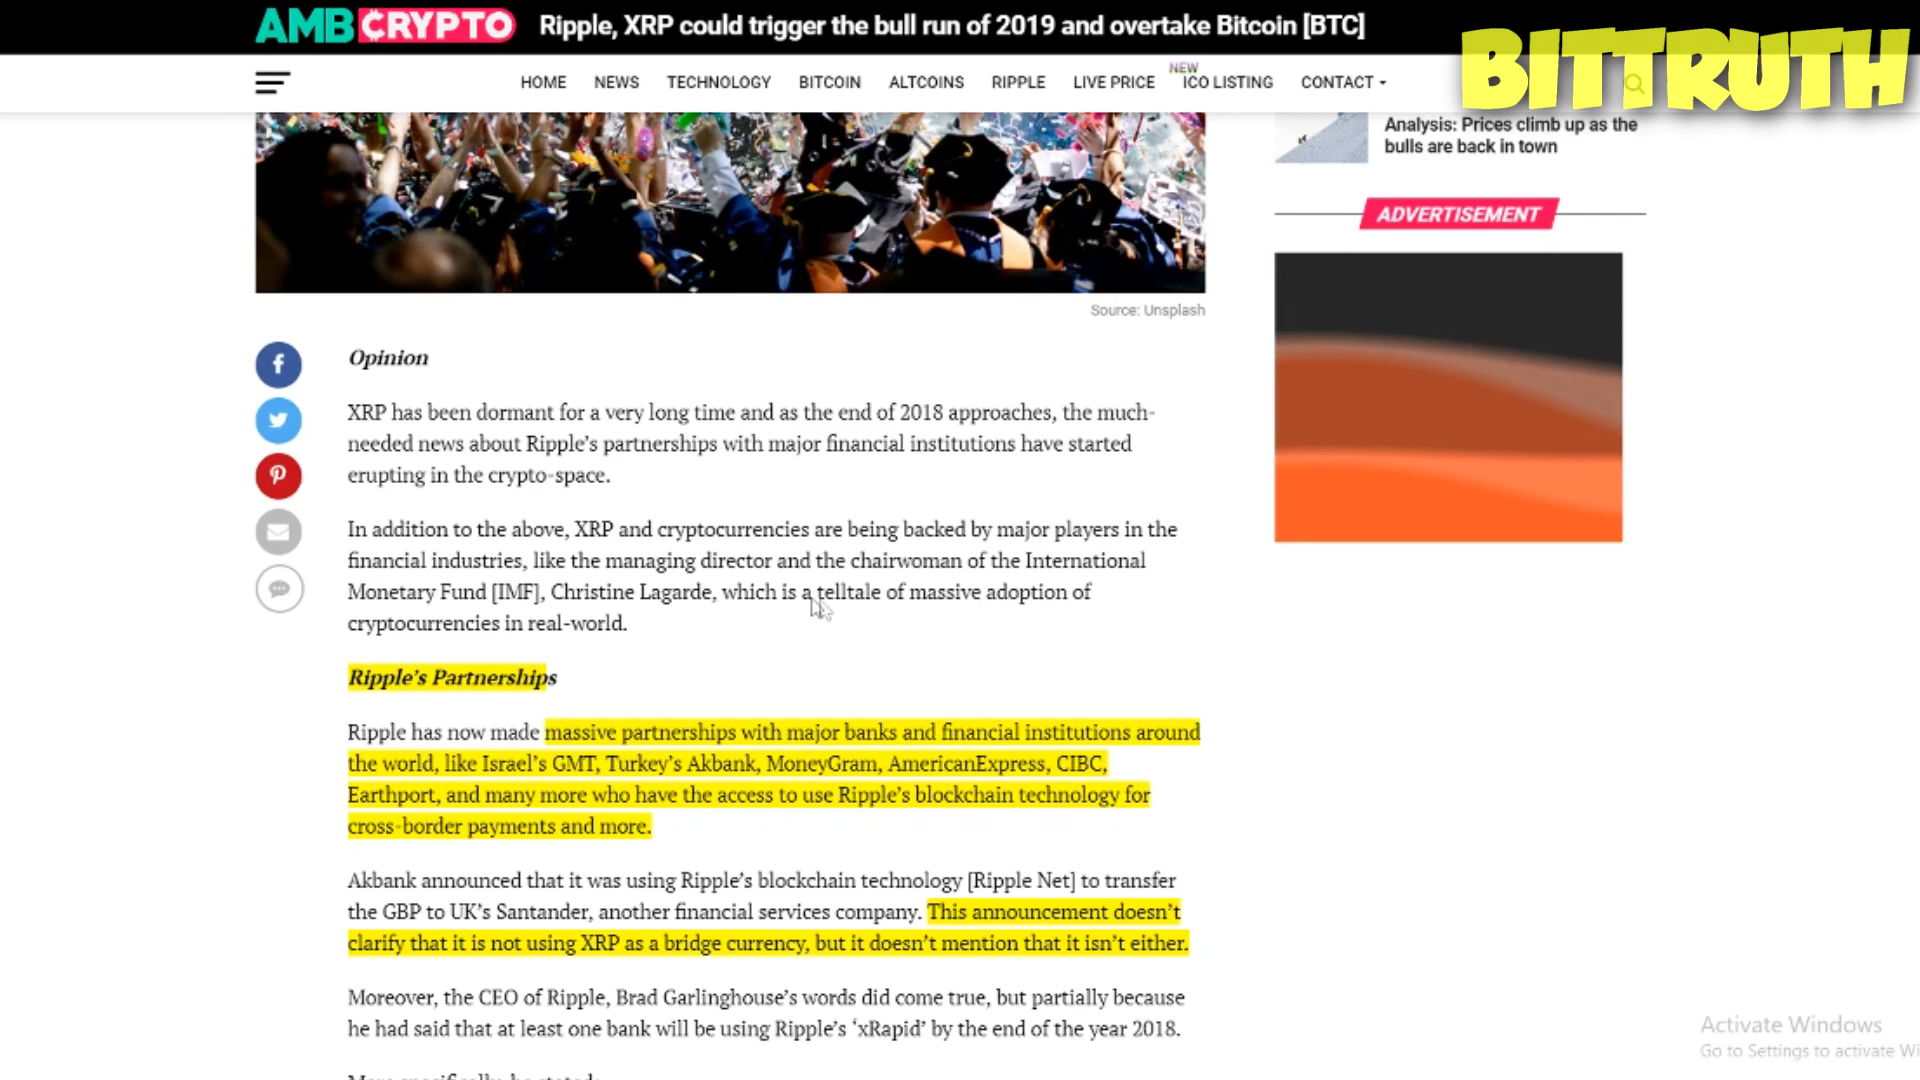 AMBCRYPTO Ripple, XRP could trigger the bull run of 2019 and overtake Bitcoin [BTC]
BITTRUTH
HOME NEWS TECHNOLOGY BITCOIN ALTCOINS RIPPLE LIVE PRICE NEW ICO LISTING CONTACT
Analysis: Prices climb up as the
bulls are back in town
ADVERTISEMENT
Source: Unsplash
Opinion
XRP has been dormant for a very long time and as the end of 2018 approaches, the much-
needed news about Ripple's partnerships with major financial institutions have started
erupting in the crypto-space.
In addition to the above, XRP and cryptocurrencies are being backed by major players in the
financial industries, like the managing director and the chairwoman of the International
Monetary Fund [IMF], Christine Lagarde, which is a telltale of massive adoption of
cryptocurrencies in real-world.
Ripple's Partnerships
Ripple has now made massive partnerships with major banks and financial institutions around
the world, like Israel's GMT, Turkey's Akbank, MoneyGram, AmericanExpress, CIBC,
Earthport, and many more who have the access to use Ripple's blockchain technology for
cross-border payments and more.
Akbank announced that it was using Ripple's blockchain technology [Ripple Net] to transfer
the GBP to UK's Santander, another financial services company. This announcement doesn't
clarify that it is not using XRP as a bridge currency, but it doesn't mention that it isn't either.
Moreover, the CEO of Ripple, Brad Garlinghouse's words did come true, but partially because
he had said that at least one bank will be using Ripple's 'xRapid' by the end of the year 2018.
Activate Windows
Go to Settings to activate Wi